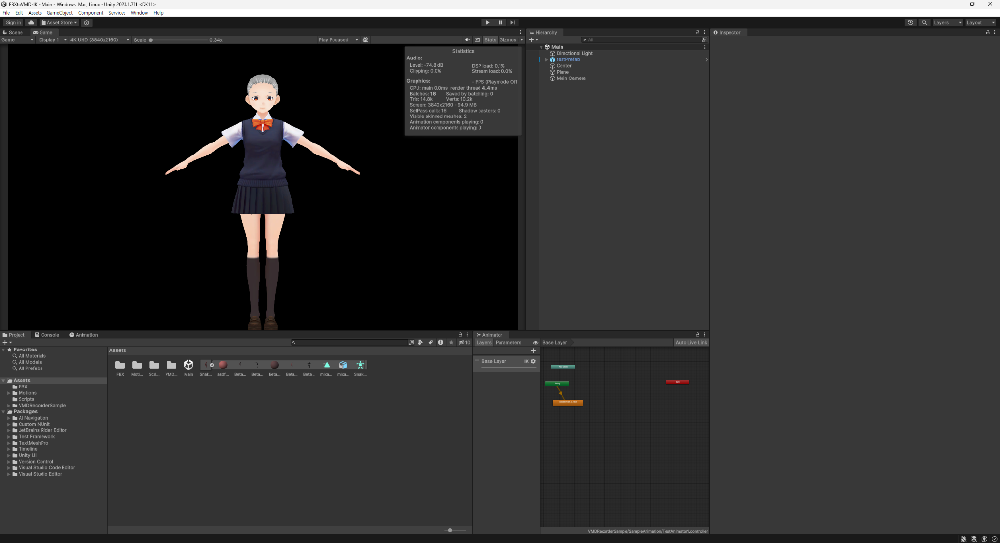 FBXtoVMD-IK - Main - Windows, Mac, Linux - Unity 2023.1.7f1 <DX11>
File Edit Assets GameObject Component Services Window Help
Sign in Asset Store Layers Layout
Scene Game
Game Display 1 4K UHD (3840x2160) Scale 0.34x Play Focused Stats Gizmos
Statistics
Audio:
Level: -74.8 dB DSP load: 0.1%
Clipping: 0.0% Stream load: 0.0%
Graphics: - FPS (Playmode Off
CPU: main 0.0ms render thread 4.4ms
Batches: 16 Saved by batching: 0
Tris: 14.8k Verts: 10.2k
Screen: 3840x2160 - 94.9 MB
SetPass calls: 16 Shadow casters: 0
Visible skinned meshes: 2
Animation components playing: 0
Animator components playing: 0
Hierarchy
All
Main
Directional Light
testPrefab
Center
Plane
Main Camera
Inspector
Project Console Animation
10
Favorites
All Materials
All Models
All Prefabs
Assets
FBX
Motions
Scripts
VMDRecorderSample
Packages
AI Navigation
Custom NUnit
JetBrains Rider Editor
Test Framework
TextMeshPro
Timeline
Unity UI
Version Control
Visual Studio Code Editor
Visual Studio Editor
Assets
FBX Moti... Scri... VMD... Main Snak... asdf... Beta... Beta... Beta... Beta... Beta... mixa... mixa... Snak...
Animator
Layers Parameters Base Layer Auto Live Link
Base Layer IK
Any State
Entry
Exit
VMDRecorderSample/SampleAnimation/TestAnimator1.controller